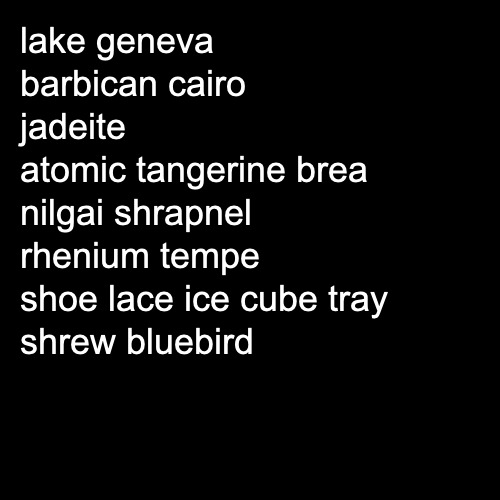 lake geneva
barbican cairo
jadeite
atomic tangerine brea
nilgai shrapnel
rhenium tempe
shoe lace ice cube tray
shrew bluebird